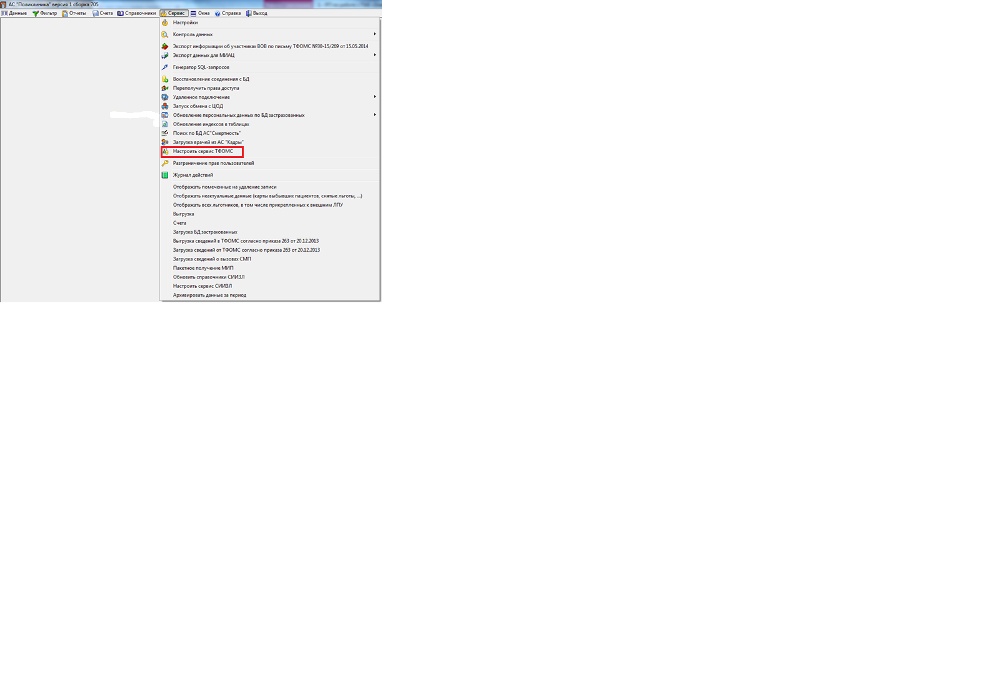 АС "Поликлиника" версия 1 сборка 705
Данные Фильтр Отчеты Счета Справочники Сервис Окна Справка Выход
Настройки
Контроль данных
Экспорт информации об участниках ВОВ по письму ТФОМС №30-15/269 от 15.05.2014
Экспорт данных для МИАЦ
Генератор SQL-запросов
Восстановление соединения с БД
Переполучить права доступа
Удаленное подключение
Запуск обмена с ЦОД
Обновление персональных данных по БД застрахованных
Обновление индексов в таблицах
Поиск по БД АС"Смертность"
Загрузка врачей из АС "Кадры"
Настроить сервис ТФОМС
Разграничение прав пользователей
Журнал действий
Отображать помеченные на удаление записи
Отображать неактуальные данные (карты выбывших пациентов, снятые льготы, ...)
Отображать всех льготников, в том числе прикрепленных к внешним ЛПУ
Выгрузка
Счета
Загрузка БД застрахованных
Выгрузка сведений в ТФОМС согласно приказа 263 от 20.12.2013
Загрузка сведений от ТФОМС согласно приказа 263 от 20.12.2013
Загрузка сведений о вызовах СМП
Пакетное получение МИП
Обновить справочники СИИЗЛ
Настроить сервис СИИЗЛ
Архивировать данные за период